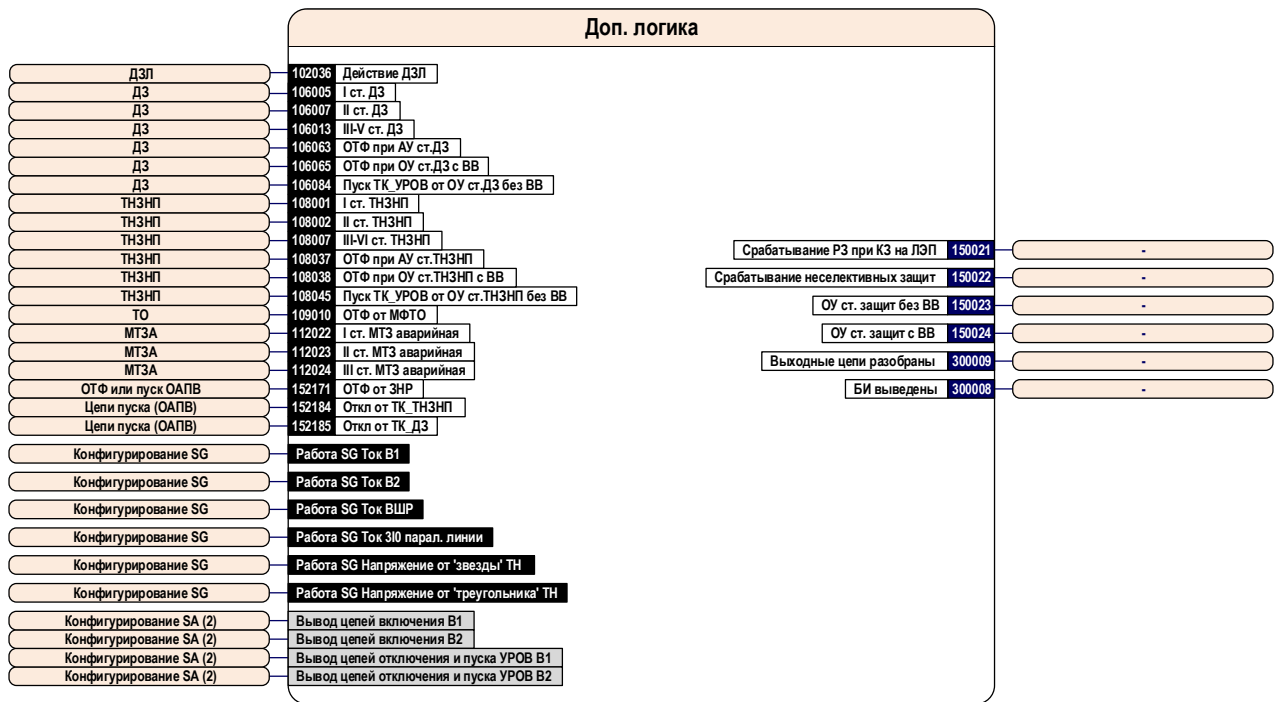 Доп. логика
ДЗЛ 102036 Действие ДЗЛ
ДЗ 106005 I ст. ДЗ
ДЗ 106007 II ст. ДЗ
ДЗ 106013 III-V ст. ДЗ
ДЗ 106063 ОТФ при АУ ст.ДЗ
ДЗ 106065 ОТФ при ОУ ст.ДЗ с ВВ
ДЗ 106084 Пуск ТК_УРОВ от ОУ ст.ДЗ без ВВ
ТНЗНП 108001 I ст. ТНЗНП
ТНЗНП 108002 II ст. ТНЗНП
ТНЗНП 108007 III-VI ст. ТНЗНП
ТНЗНП 108037 ОТФ при АУ ст.ТНЗНП
ТНЗНП 108038 ОТФ при ОУ ст.ТНЗНП с ВВ
ТНЗНП 108045 Пуск ТК_УРОВ от ОУ ст.ТНЗНП без ВВ
ТО 109010 ОТФ от МФТО
МТЗА 112022 I ст. МТЗ аварийная
МТЗА 112023 II ст. МТЗ аварийная
МТЗА 112024 III ст. МТЗ аварийная
ОТФ или пуск ОАПВ 152171 ОТФ от ЗНР
Цепи пуска (ОАПВ) 152184 Откл от ТК_ТНЗНП
Цепи пуска (ОАПВ) 152185 Откл от ТК_ДЗ
Конфигурирование SG Работа SG Ток В1
Конфигурирование SG Работа SG Ток В2
Конфигурирование SG Работа SG Ток ВШР
Конфигурирование SG Работа SG Ток 3I0 парал. линии
Конфигурирование SG Работа SG Напряжение от 'звезды' ТН
Конфигурирование SG Работа SG Напряжение от 'треугольника' ТН
Конфигурирование SA (2) Вывод цепей включения В1
Конфигурирование SA (2) Вывод цепей включения В2
Конфигурирование SA (2) Вывод цепей отключения и пуска УРОВ В1
Конфигурирование SA (2) Вывод цепей отключения и пуска УРОВ В2
Срабатывание РЗ при КЗ на ЛЭП 150021 -
Срабатывание неселективных защит 150022 -
ОУ ст. защит без ВВ 150023 -
ОУ ст. защит с ВВ 150024 -
Выходные цепи разобраны 300009 -
БИ выведены 300008 -